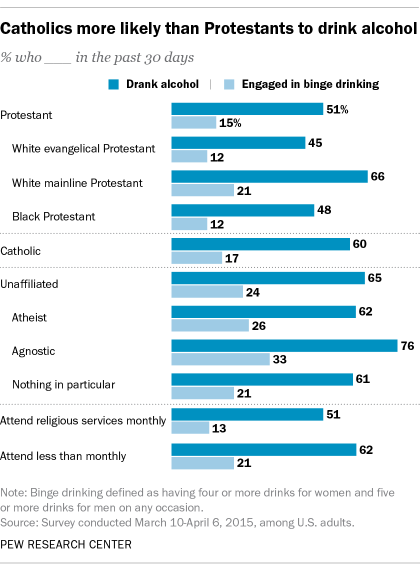 Catholics more likely than Protestants to drink alcohol
% who ___ in the past 30 days
Drank alcohol Engaged in binge drinking
Protestant 51%
15%
White evangelical Protestant 45
12
White mainline Protestant 66
21
Black Protestant 48
12
Catholic 60
17
Unaffiliated 65
24
Atheist 62
26
Agnostic 76
33
Nothing in particular 61
21
Attend religious services monthly 51
13
Attend less than monthly 62
21
Note: Binge drinking defined as having four or more drinks for women and five
or more drinks for men on any occasion.
Source: Survey conducted March 10-April 6, 2015, among U.S. adults.
PEW RESEARCH CENTER